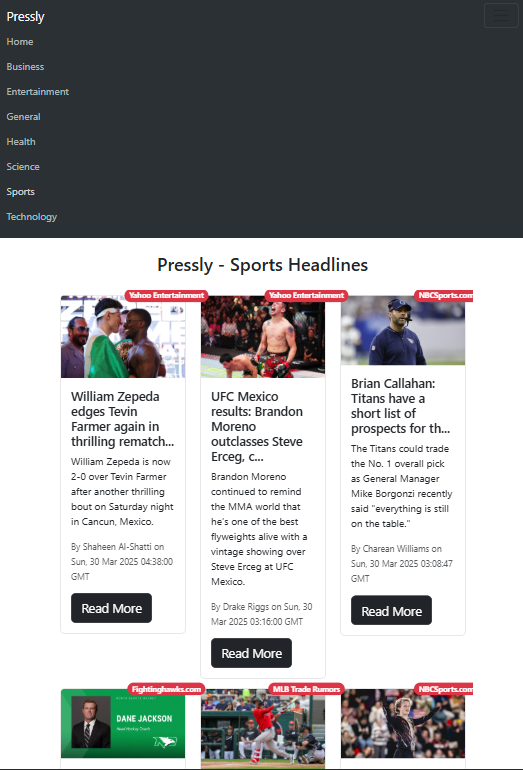 Pressly
Home
Business
Entertainment
General
Health
Science
Sports
Technology
Pressly - Sports Headlines
Yahoo Entertainment
William Zepeda
edges Tevin
Farmer again in
thrilling rematch...
William Zepeda is now
2-0 over Tevin Farmer
after another thrilling
bout on Saturday night
in Cancun, Mexico.
By Shaheen Al-Shatti on
Sun, 30 Mar 2025 04:38:00
GMT
Read More
Yahoo Entertainment
UFC Mexico
results: Brandon
Moreno
outclasses Steve
Erceg, c...
Brandon Moreno
continued to remind
the MMA world that
he's one of the best
flyweights alive with a
vintage showing over
Steve Erceg at UFC
Mexico.
By Drake Riggs on Sun, 30
Mar 2025 03:16:00 GMT
Read More
NBCSports.com
Brian Callahan:
Titans have a
short list of
prospects for th...
The Titans could trade
the No. 1 overall pick
as General Manager
Mike Borgonzi recently
said "everything is still
on the table."
By Charean Williams on
Sun, 30 Mar 2025 03:08:47
GMT
Read More
Fightinghawks.com
DANE JACKSON
Head Hockey Coach
MLB Trade Rumors
NBCSports.com